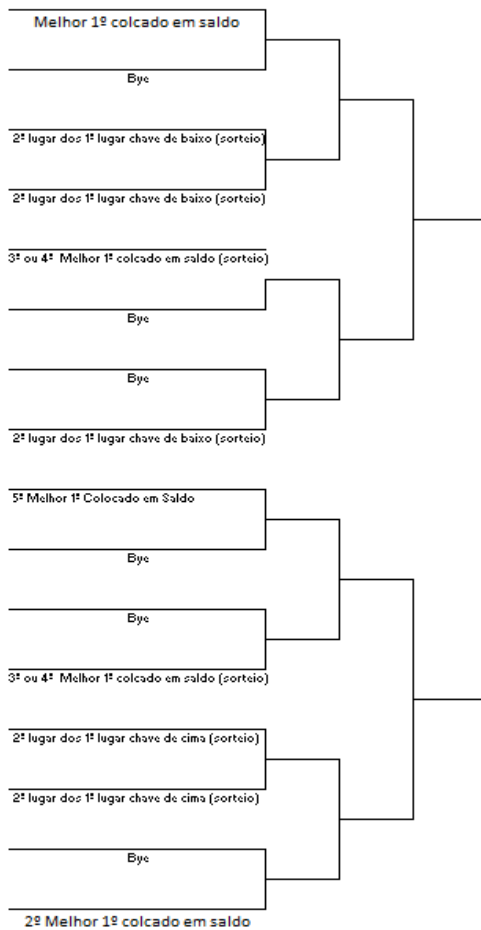 Melhor 1º colcado em saldo
Bye
2º lugar dos 1º lugar chave de baixo (sorteio)
2º lugar dos 1º lugar chave de baixo (sorteio)
3º ou 4º Melhor 1º colcado em saldo (sorteio)
Bye
Bye
2º lugar dos 1º lugar chave de baixo (sorteio)
5º Melhor 1º Colocado em Saldo
Bye
Bye
3º ou 4º Melhor 1º colcado em saldo (sorteio)
2º lugar dos 1º lugar chave de cima (sorteio)
2º lugar dos 1º lugar chave de cima (sorteio)
Bye
2º Melhor 1º colcado em saldo